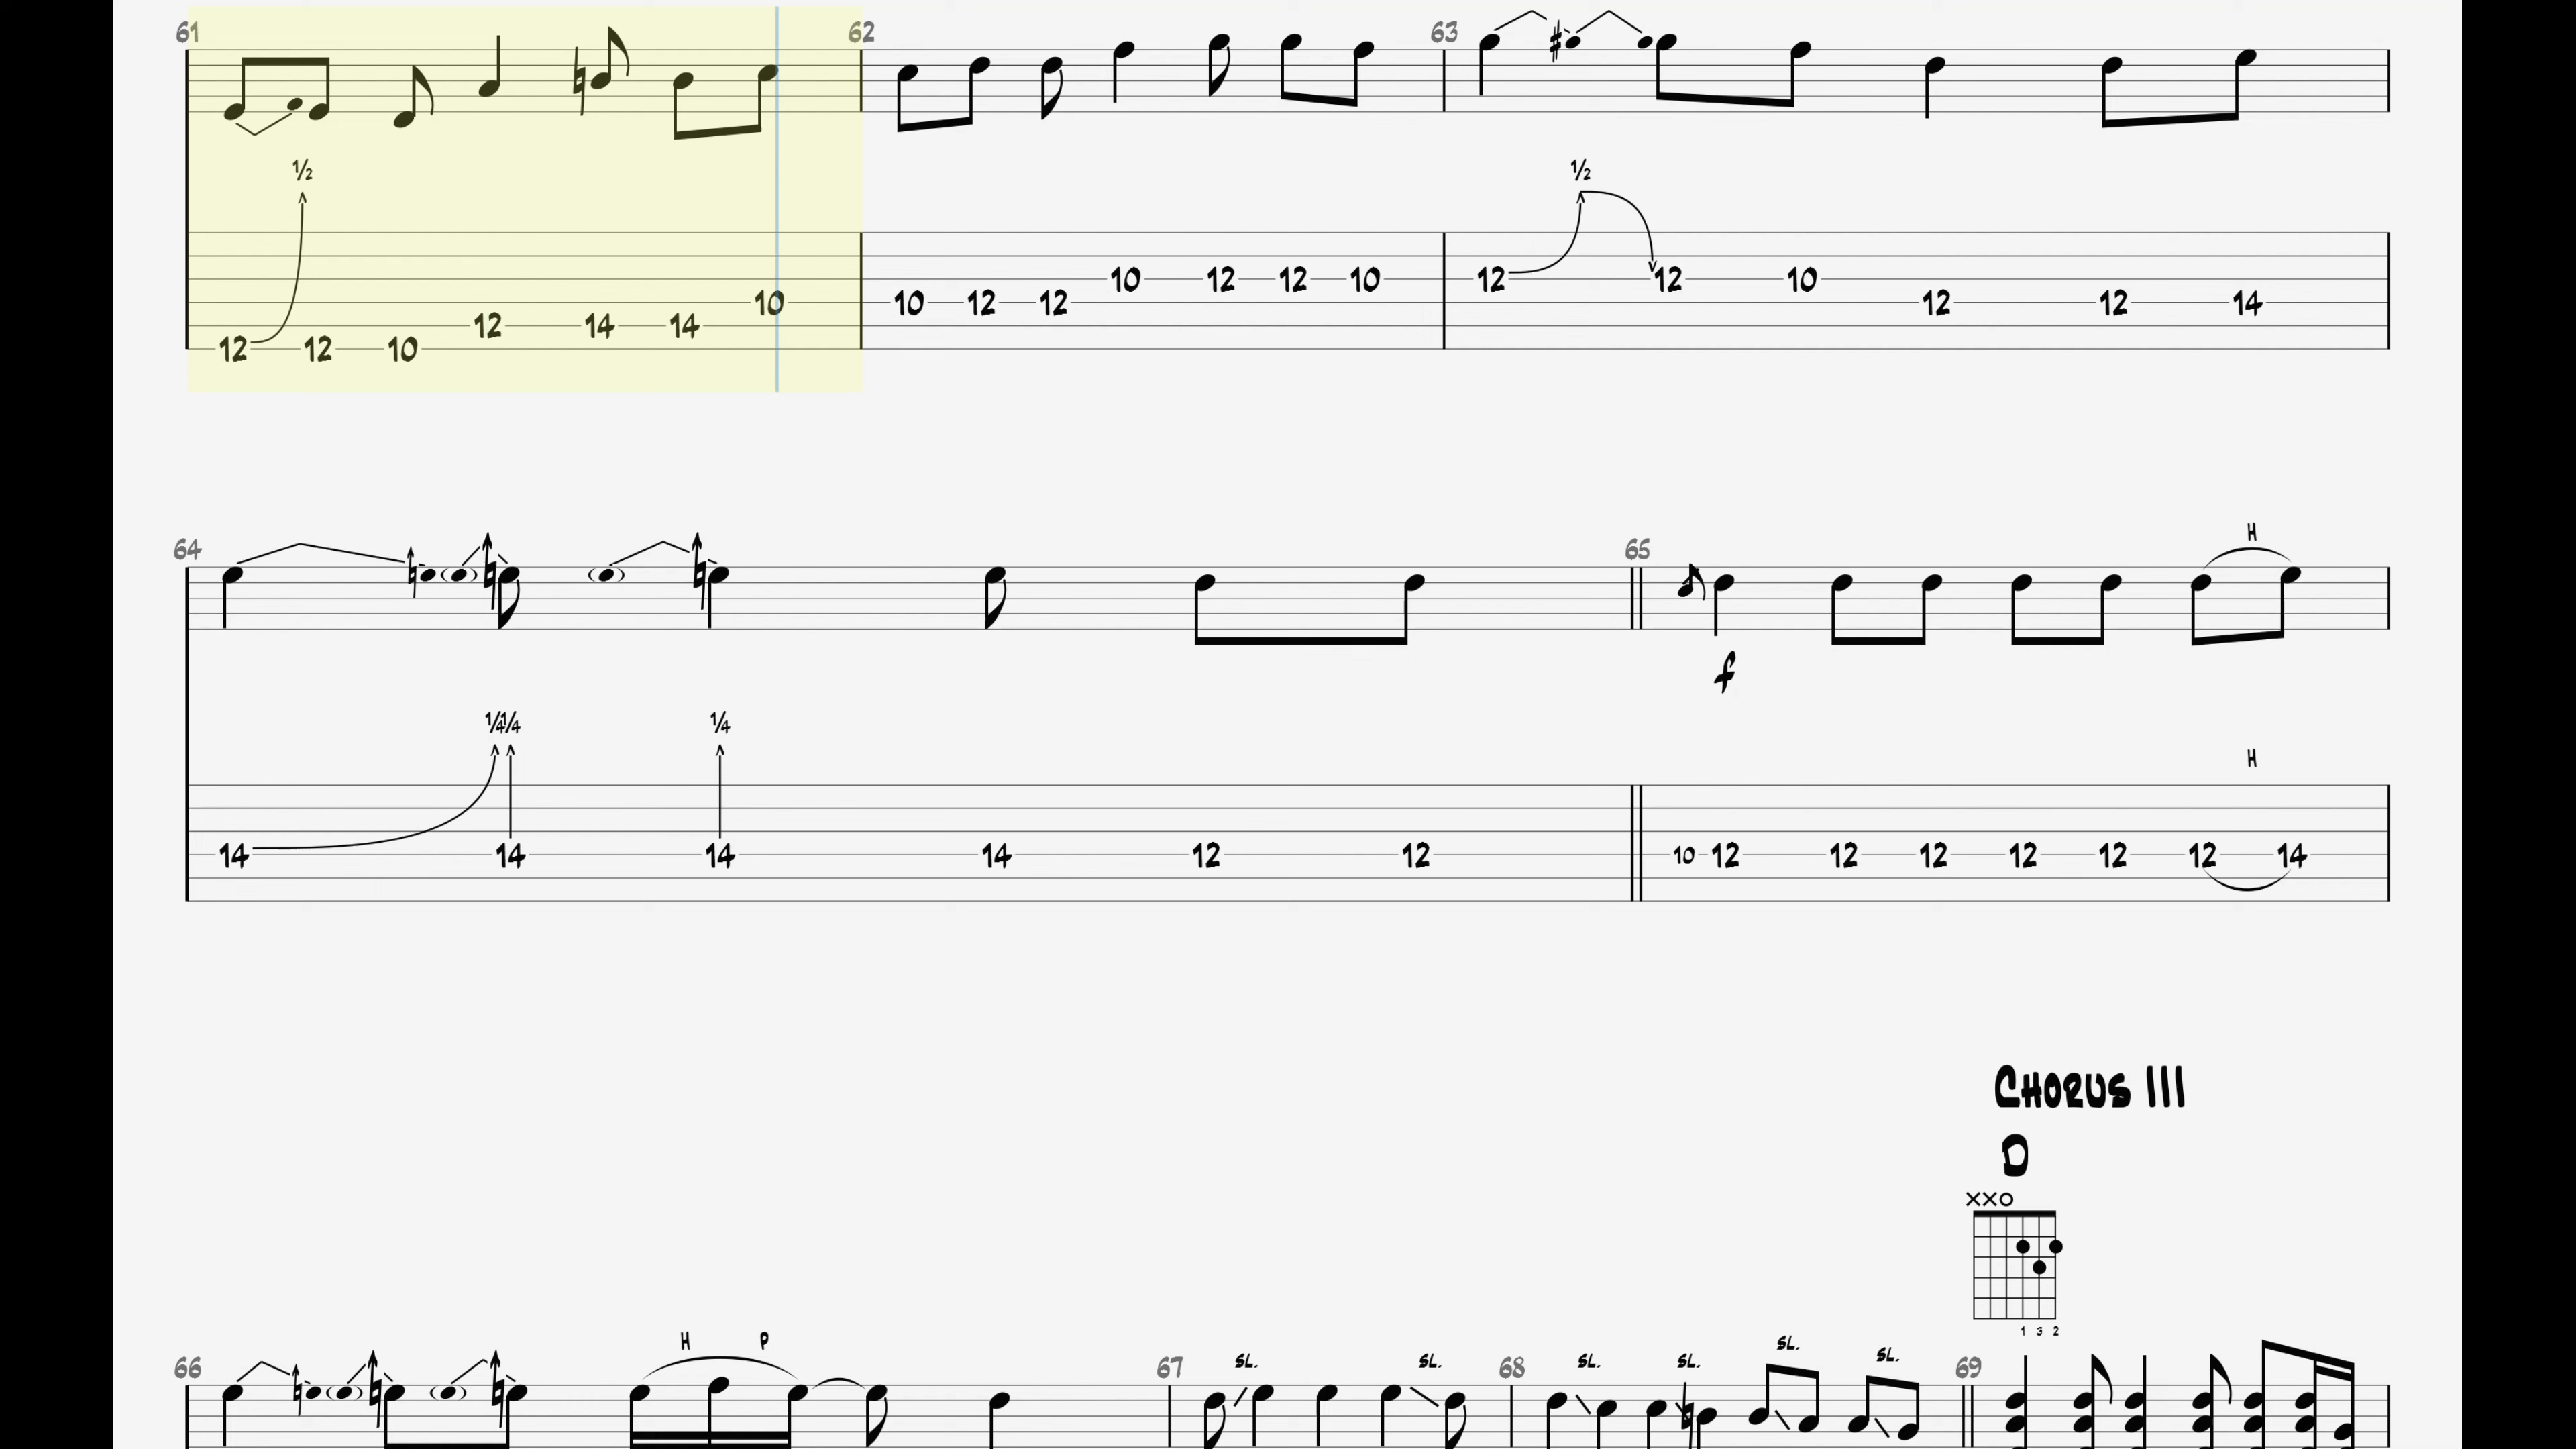 61 62 63
½ ½
12 12 10 12 14 14 10 10 12 12 10 12 12 10 12 12 10 12 12 14
64 65
H
f
¼ ¼ ¼
H
14 14 14 14 12 12 10 12 12 12 12 12 12 14
CHORUS III
D
××○
1 3 2
66 H P 67 SL. SL. 68 SL. SL. SL. SL. 69